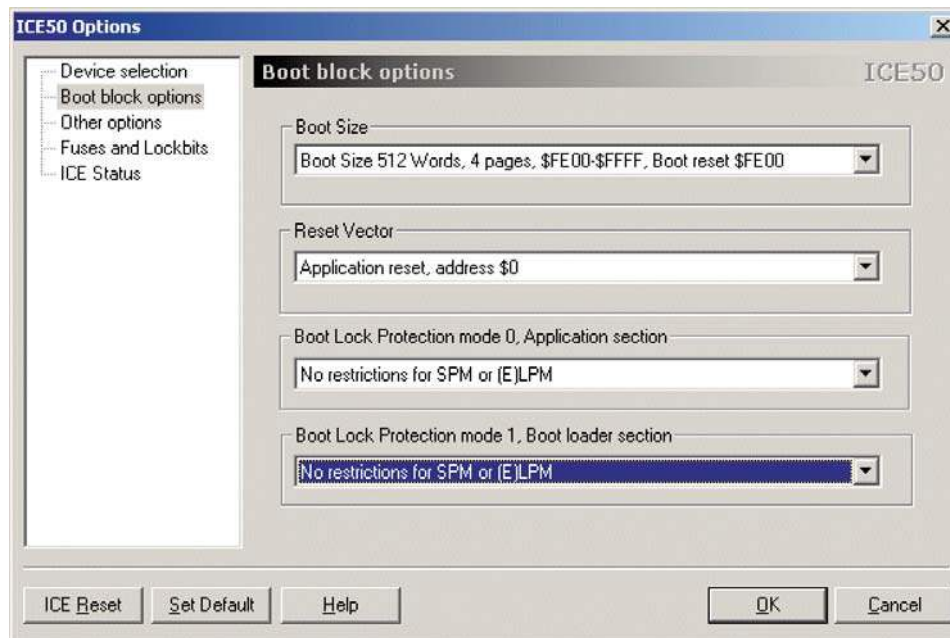 ICE50 Options
Device selection
Boot block options
Other options
Fuses and Lockbits
ICE Status
Boot block options
ICE50
Boot Size
Boot Size 512 Words, 4 pages, $FE00-$FFFF, Boot reset $FE00
Reset Vector
Application reset, address $0
Boot Lock Protection mode 0, Application section
No restrictions for SPM or (E)LPM
Boot Lock Protection mode 1, Boot loader section
No restrictions for SPM or (E)LPM
ICE Reset
Set Default
Help
OK
Cancel